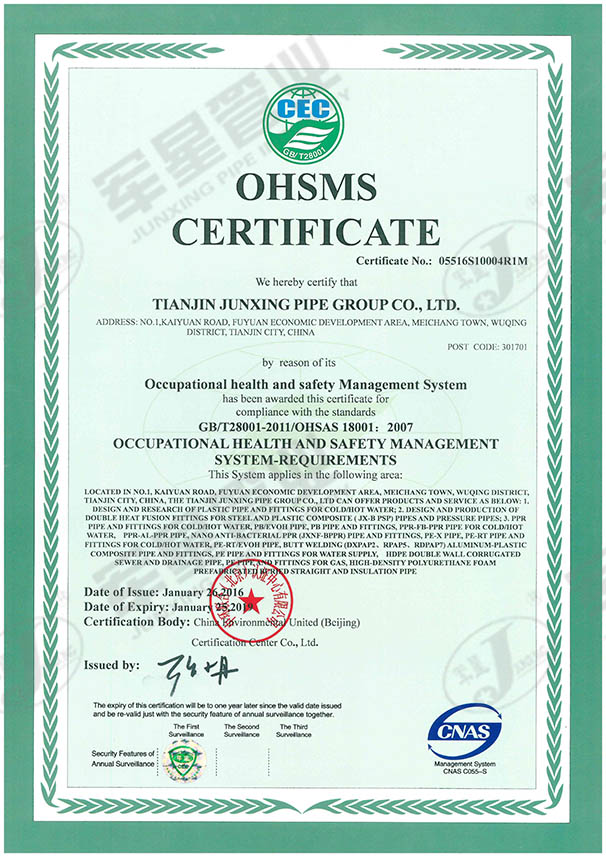 CEC
GB/T28001
OHSMS
CERTIFICATE
Certificate No.: 05516S10004R1M
We hereby certify that
TIANJIN JUNXING PIPE GROUP CO., LTD.
ADDRESS: NO.1,KAIYUAN ROAD, FUYUAN ECONOMIC DEVELOPMENT AREA, MEICHANG TOWN, WUQING
DISTRICT, TIANJIN CITY, CHINA
POST CODE: 301701
by reason of its
Occupational health and safety Management System
has been awarded this certificate for
compliance with the standards
GB/T28001-2011/OHSAS 18001: 2007
OCCUPATIONAL HEALTH AND SAFETY MANAGEMENT
SYSTEM-REQUIREMENTS
This System applies in the following area:
LOCATED IN NO.1, KAIYUAN ROAD, FUYUAN ECONOMIC DEVELOPMENT AREA, MEICHANG TOWN, WUQING DISTRICT,
TIANJIN CITY, CHINA, THE TIANJIN JUNXING PIPE GROUP CO., LTD CAN OFFER PRODUCTS AND SERVICE AS BELOW: 1.
DESIGN AND RESEARCH OF PLASTIC PIPE AND FITTINGS FOR COLD/HOT WATER; 2. DESIGN AND PRODUCTION OF
DOUBLE HEAT FUSION FITTINGS FOR STEEL AND PLASTIC COMPOSITE ( JX-B PSP) PIPES AND PRESSURE PIPES; 3. PPR
PIPE AND FITTINGS FOR COLD/HOT WATER, PB/EVOH PIPE, PB PIPE AND FITTINGS, PPR-FB-PPR PIPE FOR COLD/HOT
WATER, PPR-AL-PPR PIPE, NANO ANTI-BACTERIAL PPR (JXNF-BPPR) PIPE AND FITTINGS, PE-X PIPE, PE-RT PIPE AND
FITTINGS FOR COLD/HOT WATER, PE-RT/EVOH PIPE, BUTT WELDING (BXPAP2、RPAP5、RDPAP7) ALUMINUM-PLASTIC
COMPOSITE PIPE AND FITTINGS, PE PIPE AND FITTINGS FOR WATER SUPPLY, HDPE DOUBLE WALL CORRUGATED
SEWER AND DRAINAGE PIPE, PE PIPE AND FITTINGS FOR GAS, HIGH-DENSITY POLYURETHANE FOAM
PREFABRICATED BURIED STRAIGHT AND INSULATION PIPE
Date of Issue: January 26,2016
Date of Expiry: January 25,2019
Certification Body: China Environmental United (Beijing)
Certification Center Co., Ltd.
Issued by:
The expiry of this certification will be to one year later since the valid date issued
and be re-valid just with the security feature of annual surveillance together.
The First Surveillance
The Second Surveillance
The Third Surveillance
Security Features of
Annual Surveillance
CNAS
Management System
CNAS C055-S
军星管业
JUNXING PIPE INDUSTRY